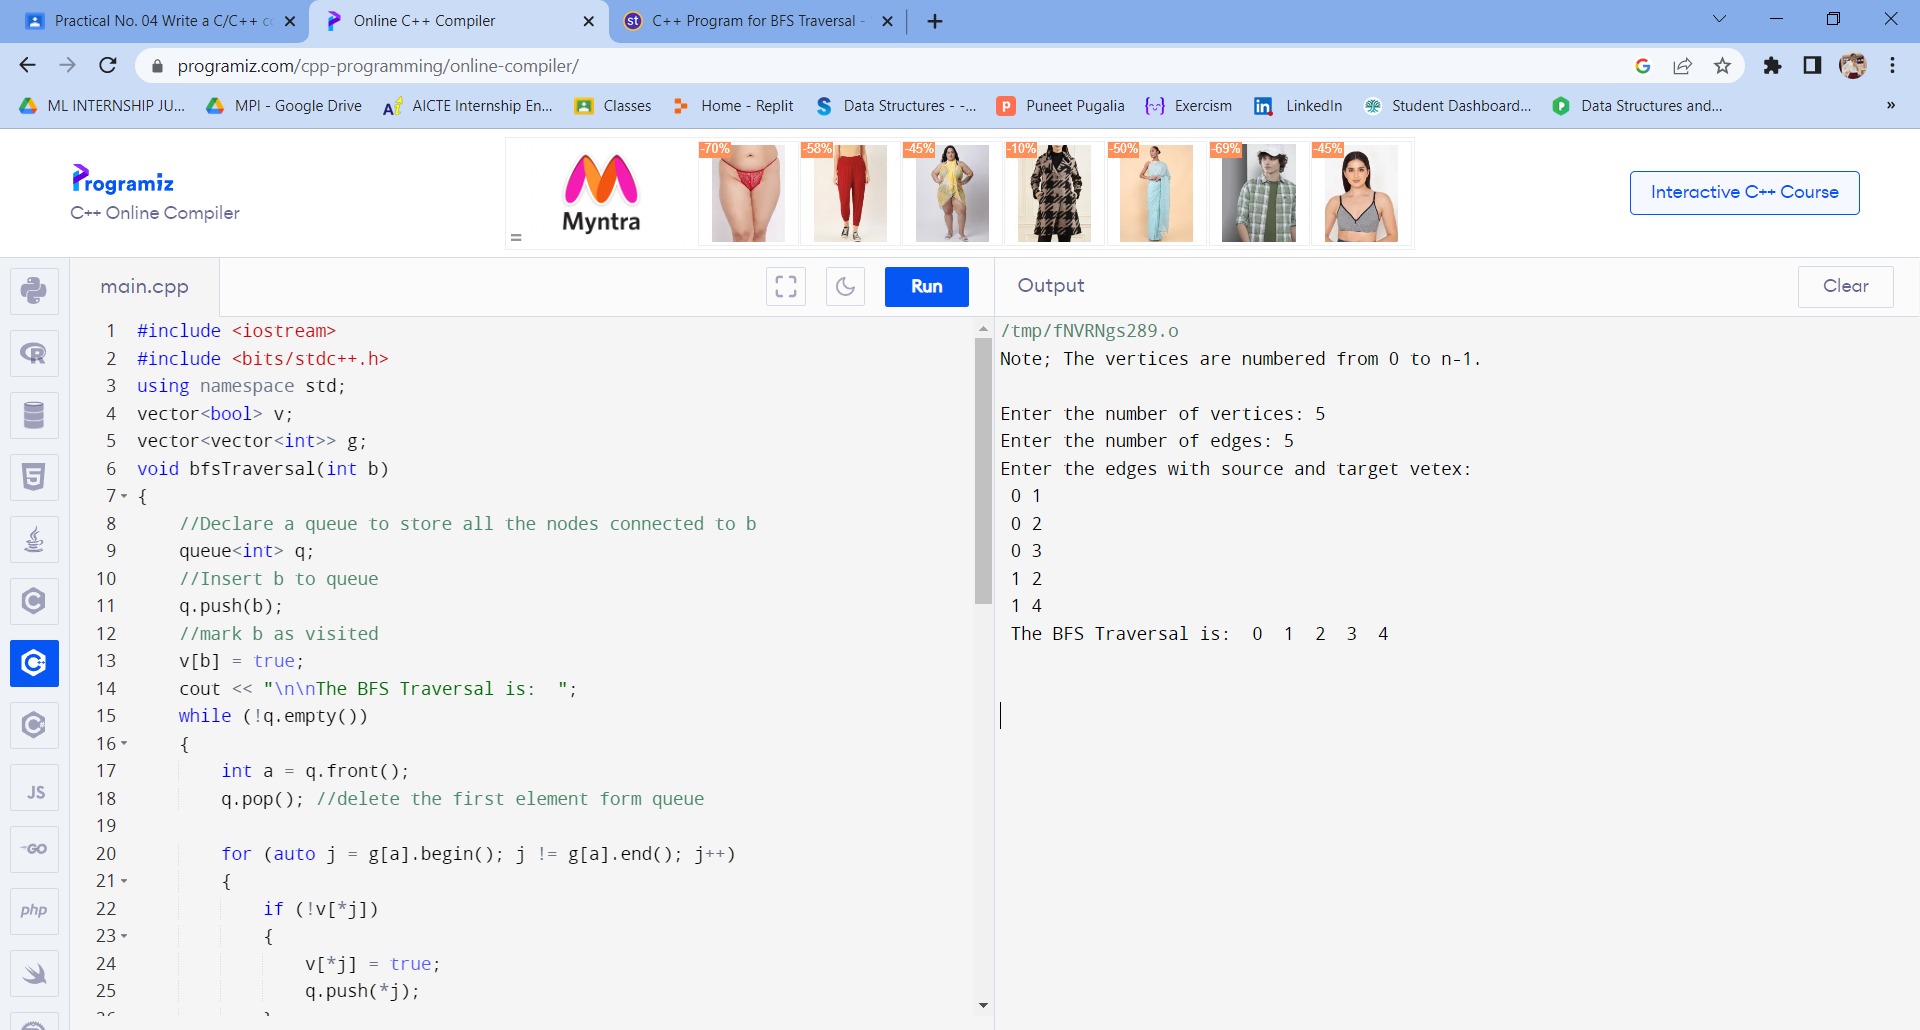 Practical No. 04 Write a C/C++ c
Online C++ Compiler
st C++ Program for BFS Traversal -
programiz.com/cpp-programming/online-compiler/
ML INTERNSHIP JU... MPI - Google Drive AICTE Internship En... Classes Home - Replit Data Structures - -... Puneet Pugalia Exercism LinkedIn Student Dashboard... Data Structures and... »
Programiz
C++ Online Compiler
Myntra
-70% -58% -45% -10% -50% -69% -45%
Interactive C++ Course
main.cpp
Run
1 #include <iostream>
2 #include <bits/stdc++.h>
3 using namespace std;
4 vector<bool> v;
5 vector<vector<int>> g;
6 void bfsTraversal(int b)
7 {
8 //Declare a queue to store all the nodes connected to b
9 queue<int> q;
10 //Insert b to queue
11 q.push(b);
12 //mark b as visited
13 v[b] = true;
14 cout << "\n\nThe BFS Traversal is:  ";
15 while (!q.empty())
16 {
17 int a = q.front();
18 q.pop(); //delete the first element form queue
19
20 for (auto j = g[a].begin(); j != g[a].end(); j++)
21 {
22 if (!v[*j])
23 {
24 v[*j] = true;
25 q.push(*j);
JS
GO
php
Output
Clear
/tmp/fNVRNgs289.o
Note; The vertices are numbered from 0 to n-1.
Enter the number of vertices: 5
Enter the number of edges: 5
Enter the edges with source and target vetex:
0 1
0 2
0 3
1 2
1 4
The BFS Traversal is:  0  1  2  3  4